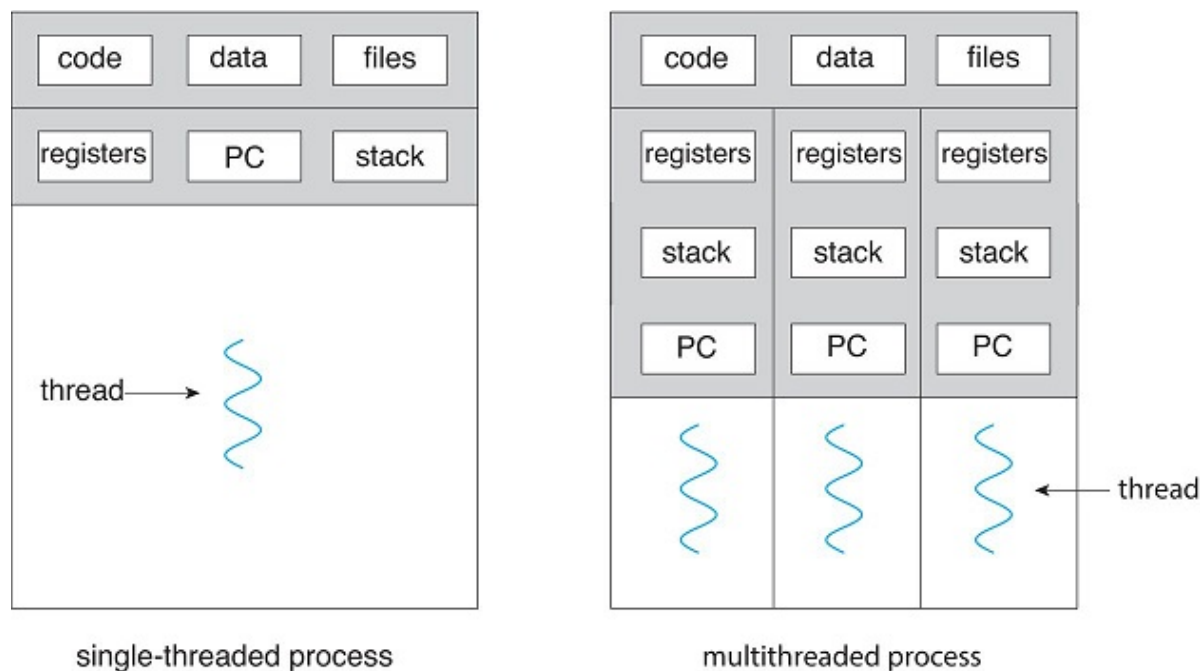 code data files
registers PC stack
thread
single-threaded process
code data files
registers registers registers
stack stack stack
PC PC PC
thread
multithreaded process